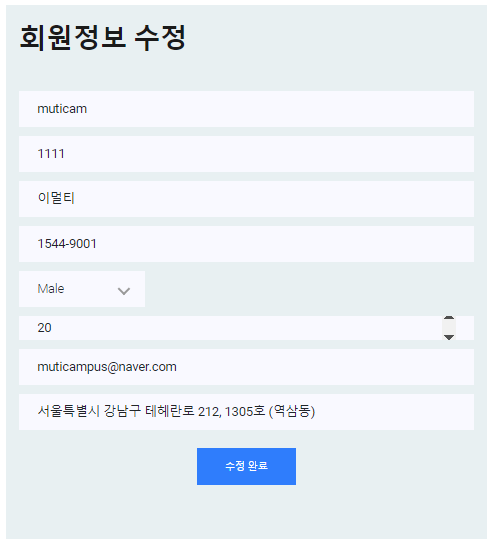 회원정보 수정
muticam
1111
이멀티
1544-9001
Male
20
muticampus@naver.com
서울특별시 강남구 테헤란로 212, 1305호 (역삼동)
수정 완료